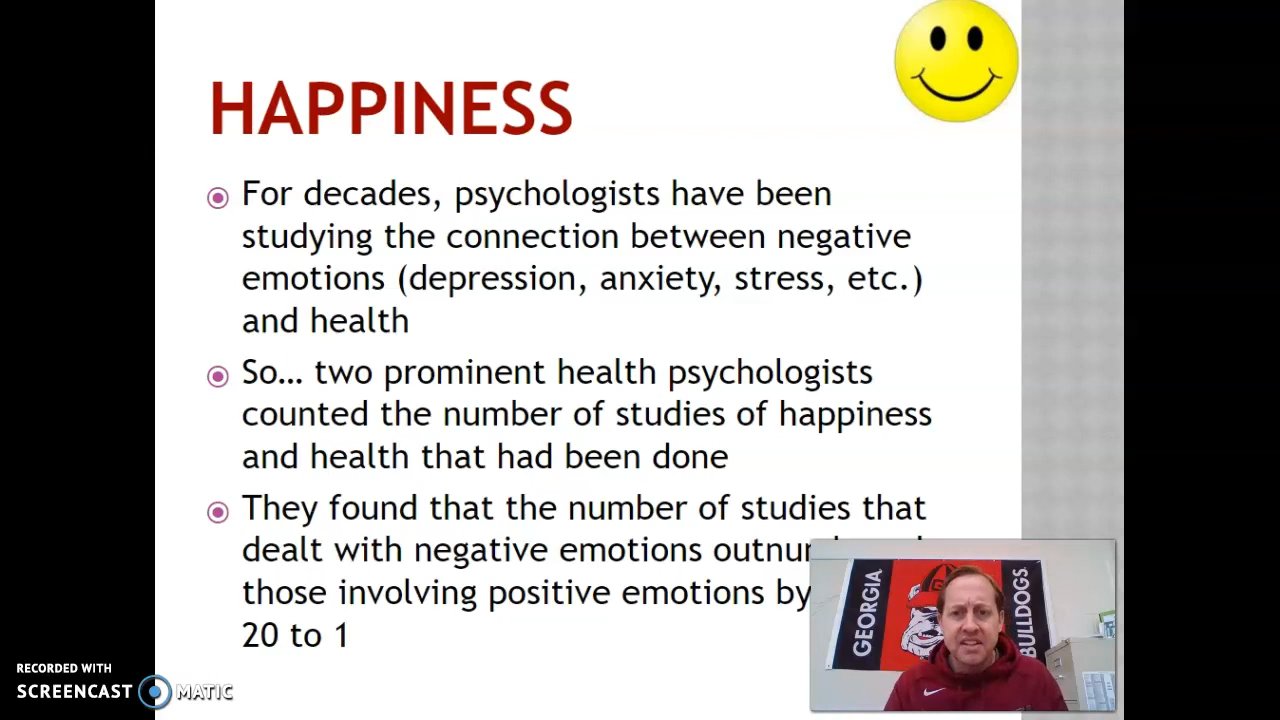 HAPPINESS
For decades, psychologists have been
studying the connection between negative
emotions (depression, anxiety, stress, etc.)
and health
So… two prominent health psychologists
counted the number of studies of happiness
and health that had been done
They found that the number of studies that
dealt with negative emotions
those involving positive emotions by
20 to 1
GEORGIA
BULLDOGS
RECORDED WITH
SCREENCAST MATIC